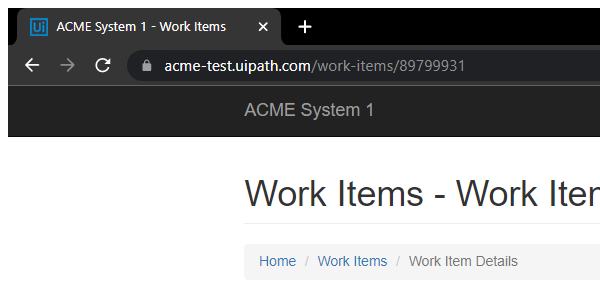 Ui ACME System 1 - Work Items
acme-test.uipath.com/work-items/89799931
ACME System 1
Work Items - Work Iter
Home / Work Items / Work Item Details